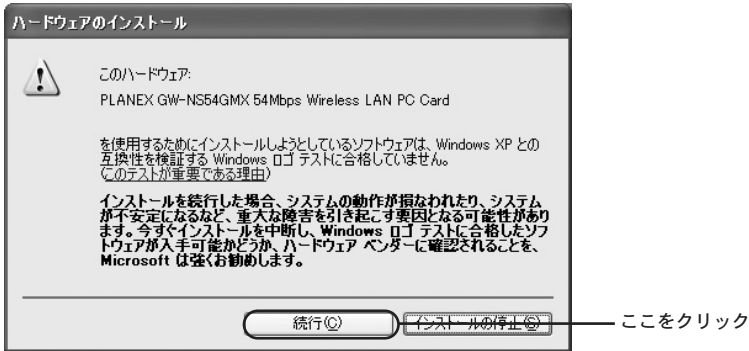 ハードウェアのインストール
このハードウェア:
PLANEX GW-NS54GMX 54Mbps Wireless LAN PC Card
を使用するためにインストールしようとしているソフトウェアは、Windows XP との
互換性を検証する Windows ロゴ テストに合格していません。
(このテストが重要である理由)
インストールを続行した場合、システムの動作が損なわれたり、システム
が不安定になるなど、重大な障害を引き起こす要因となる可能性があり
ます。今すぐインストールを中断し、Windows ロゴ テストに合格したソフ
トウェアが入手可能かどうか、ハードウェア ベンダーに確認されることを、
Microsoft は強くお勧めします。
続行(C)
インストールの停止(S)
ここをクリック